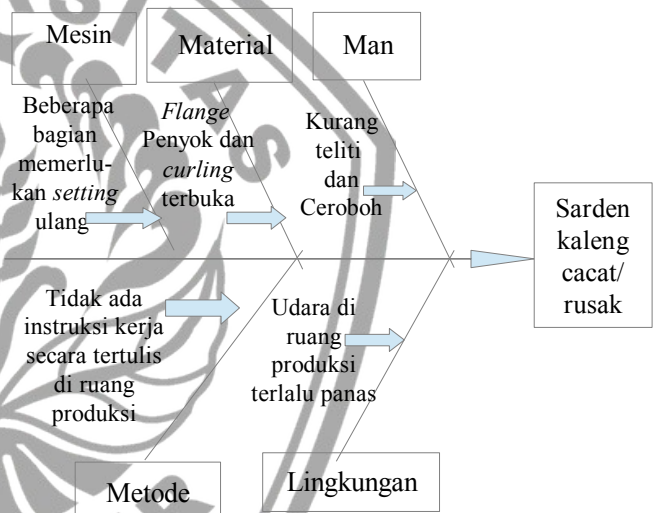 Mesin
Material
Man
Beberapa
bagian
memerlu-
kan setting
ulang
Flange
Penyok dan
curling
terbuka
Kurang
teliti
dan
Ceroboh
Sarden
kaleng
cacat/
rusak
Tidak ada
instruksi kerja
secara tertulis
di ruang
produksi
Udara di
ruang
produksi
terlalu panas
Metode
Lingkungan